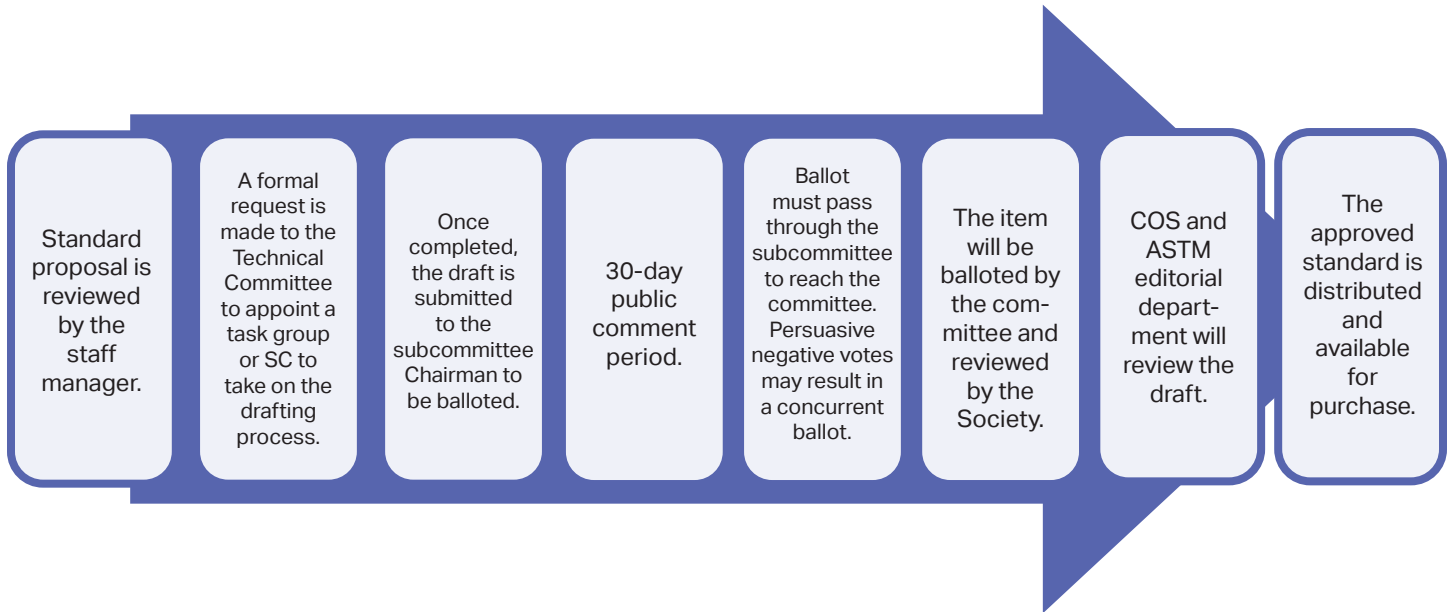 Standard
proposal is
reviewed
by the
staff
manager.
A formal
request is
made to the
Technical
Committee
to appoint a
task group
or SC to
take on the
drafting
process.
Once
completed,
the draft is
submitted
to the
subcommittee
Chairman to
be balloted.
30-day
public
comment
period.
Ballot
must pass
through the
subcommittee
to reach the
committee.
Persuasive
negative votes
may result in
a concurrent
ballot.
The item
will be
balloted by
the com-
mittee and
reviewed
by the
Society.
COS and
ASTM
editorial
depart-
ment will
review the
draft.
The
approved
standard is
distributed
and
available
for
purchase.